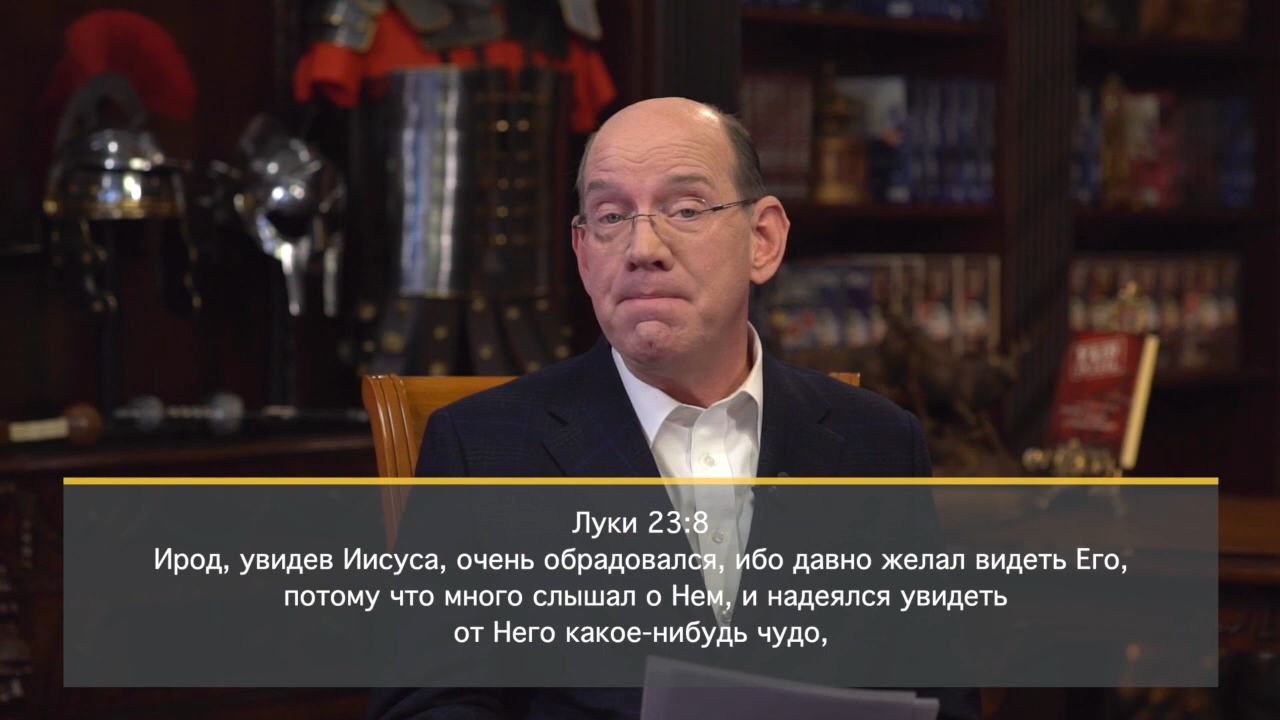 Луки 23:8
Ирод, увидев Иисуса, очень обрадовался, ибо давно желал видеть Его,
потому что много слышал о Нем, и надеялся увидеть
от Него какое-нибудь чудо,